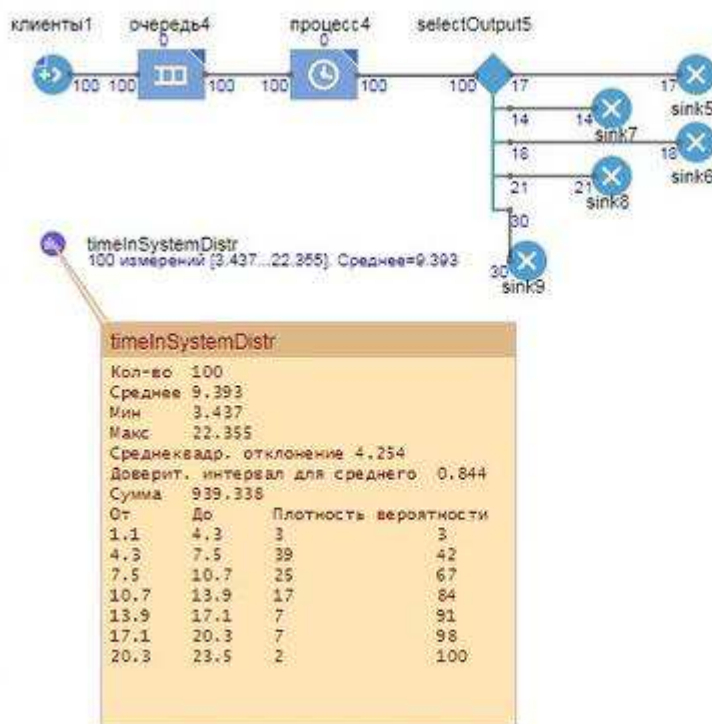 клиенты1 очередь4 процесс4 selectOutput5
0 0
100 100 100 100 100 100 17 17
sink5
14 14
sink7
18 18
sink6
21 21
sink8
30
30
sink9
timeInSystemDistr
100 измерений [3.437...22.355]. Среднее=9.393
timeInSystemDistr
Кол-во 100
Среднее 9.393
Мин 3.437
Макс 22.355
Среднеквадр. отклонение 4.254
Доверит. интервал для среднего 0.844
Сумма 939.338
От До Плотность вероятности
1.1 4.3 3 3
4.3 7.5 39 42
7.5 10.7 25 67
10.7 13.9 17 84
13.9 17.1 7 91
17.1 20.3 7 98
20.3 23.5 2 100